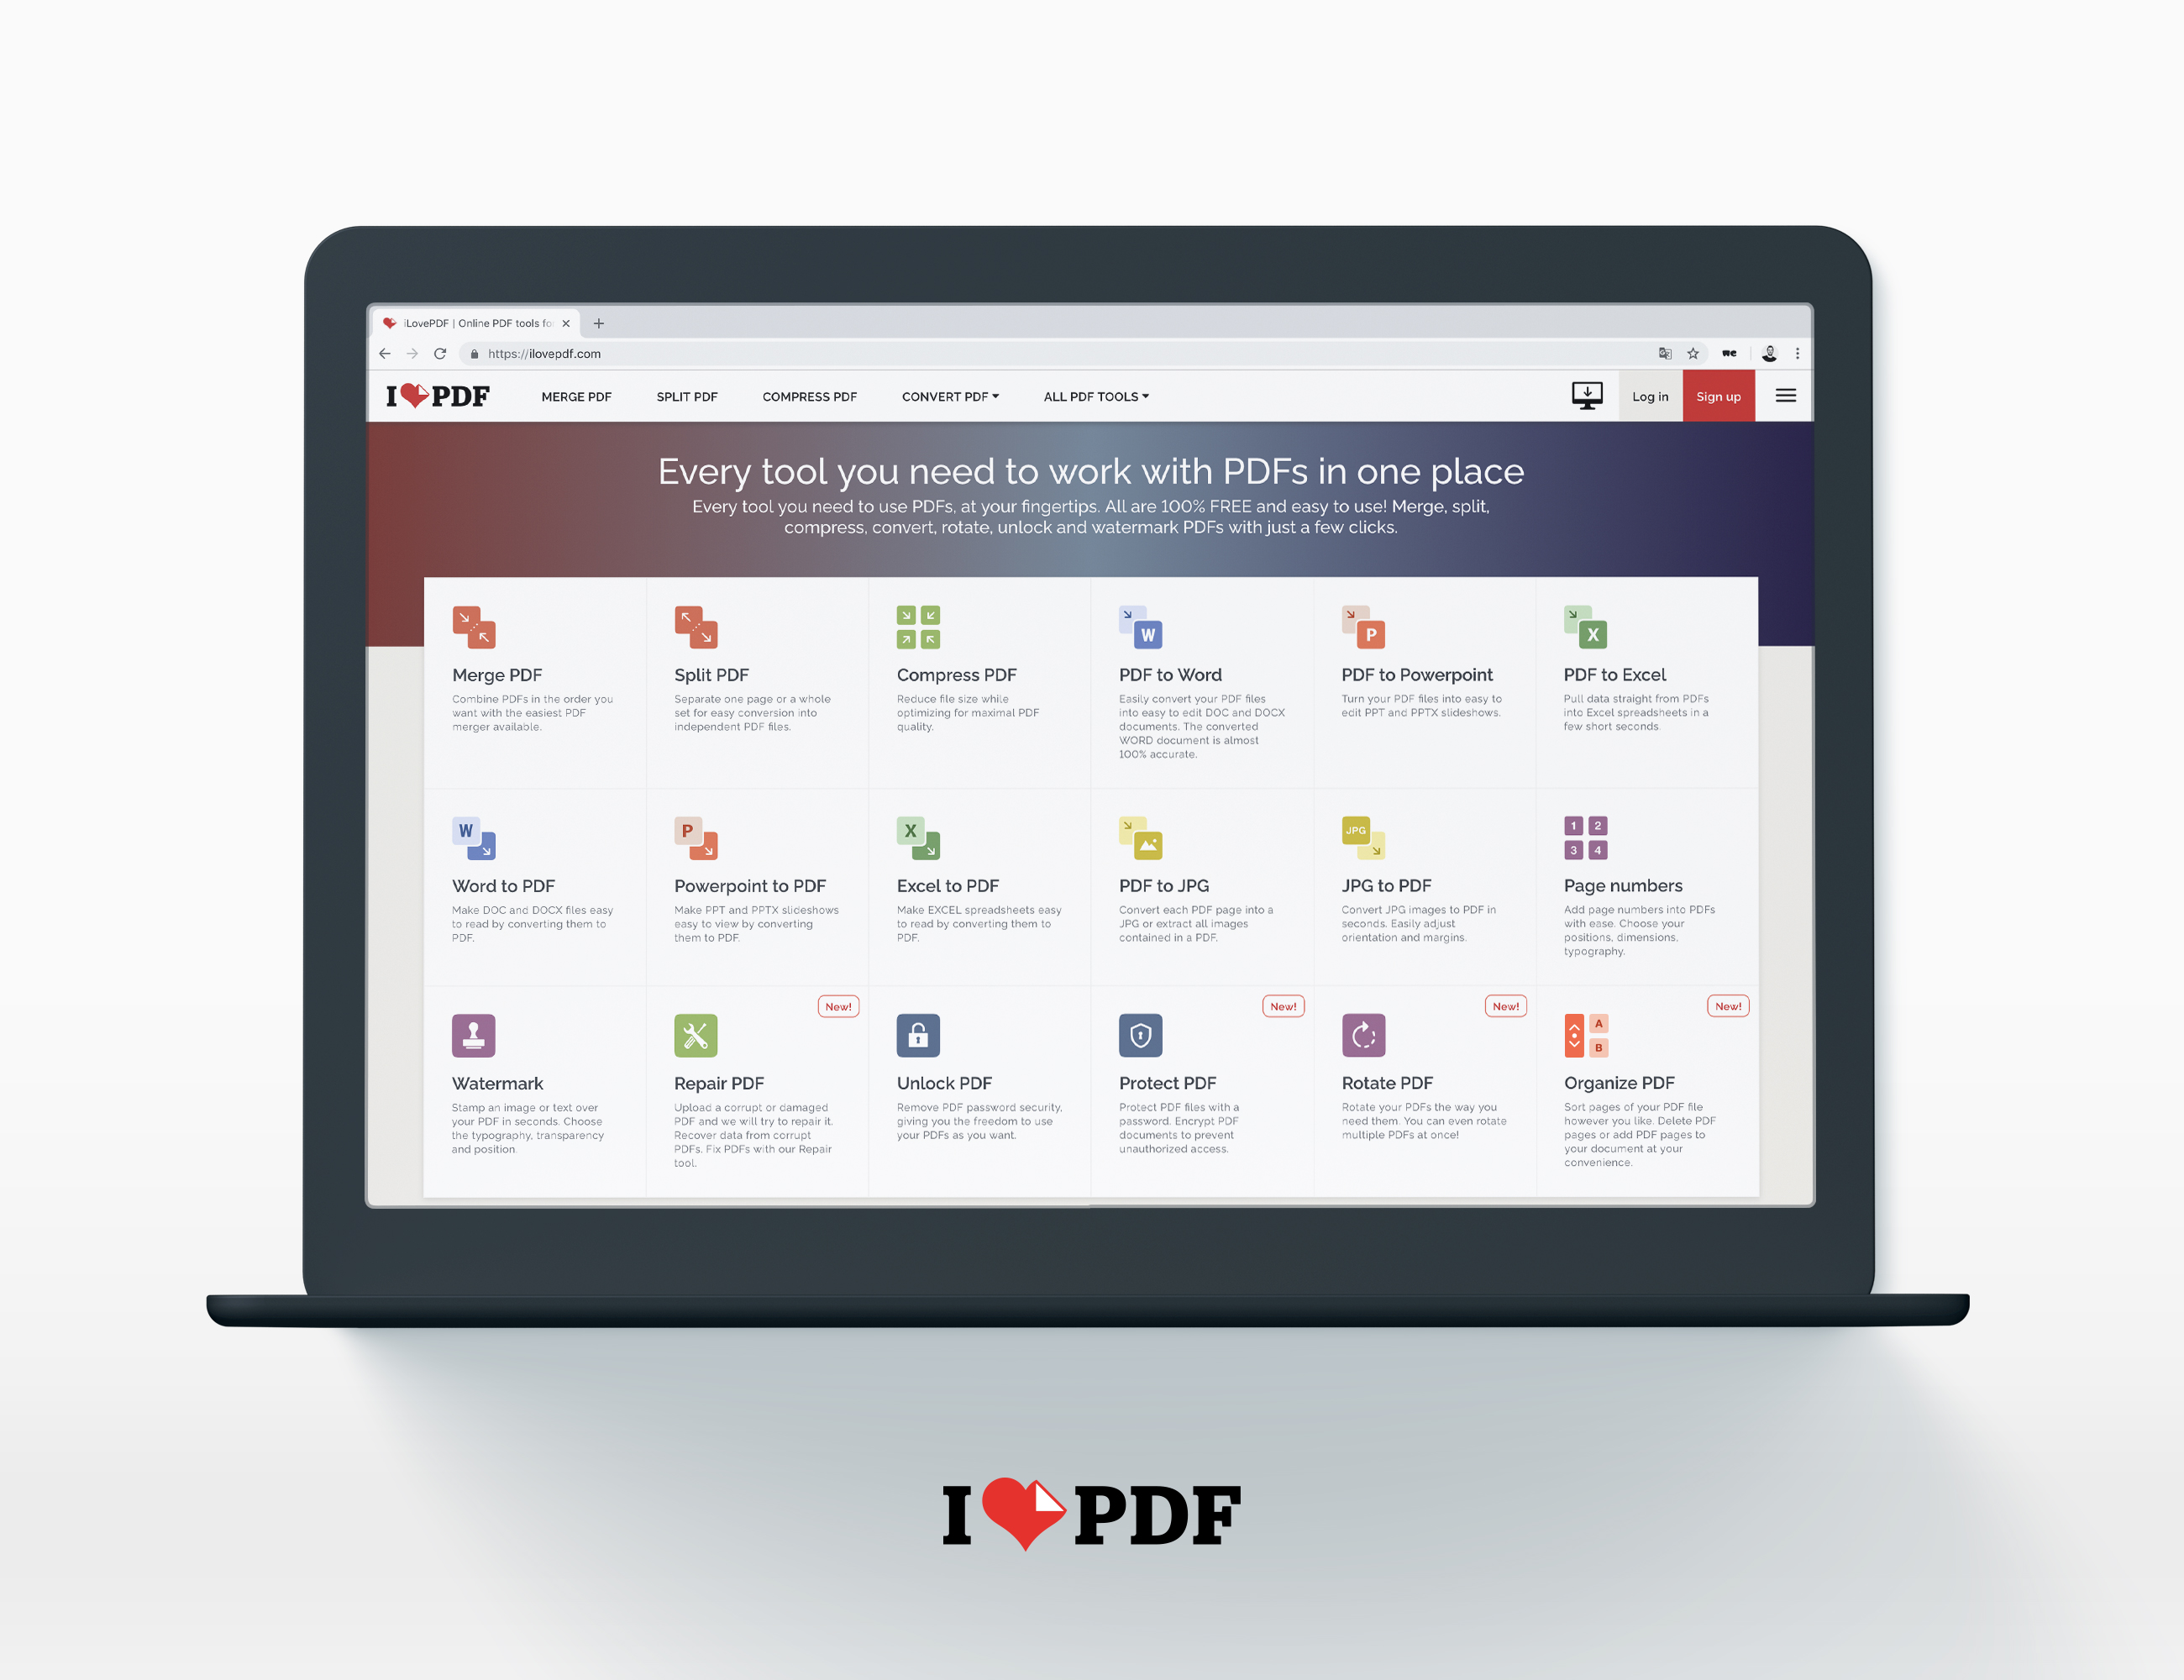 iLovePDF | Online PDF tools fo
https://ilovepdf.com
I PDF
MERGE PDF
SPLIT PDF
COMPRESS PDF
CONVERT PDF
ALL PDF TOOLS
Log in
Sign up
Every tool you need to work with PDFs in one place
Every tool you need to use PDFs, at your fingertips. All are 100% FREE and easy to use! Merge, split,
compress, convert, rotate, unlock and watermark PDFs with just a few clicks.
Merge PDF
Combine PDFs in the order you
want with the easiest PDF
merger available.
Split PDF
Separate one page or a whole
set for easy conversion into
independent PDF files.
Compress PDF
Reduce file size while
optimizing for maximal PDF
quality.
W
PDF to Word
Easily convert your PDF files
into easy to edit DOC and DOCX
documents. The converted
WORD document is almost
100% accurate.
P
PDF to Powerpoint
Turn your PDF files into easy to
edit PPT and PPTX slideshows.
X
PDF to Excel
Pull data straight from PDFs
into Excel spreadsheets in a
few short seconds.
W
Word to PDF
Make DOC and DOCX files easy
to read by converting them to
PDF.
P
Powerpoint to PDF
Make PPT and PPTX slideshows
easy to view by converting
them to PDF.
X
Excel to PDF
Make EXCEL spreadsheets easy
to read by converting them to
PDF.
PDF to JPG
Convert each PDF page into a
JPG or extract all images
contained in a PDF.
JPG
JPG to PDF
Convert JPG images to PDF in
seconds. Easily adjust
orientation and margins.
1 2
3 4
Page numbers
Add page numbers into PDFs
with ease. Choose your
positions, dimensions,
typography.
Watermark
Stamp an image or text over
your PDF in seconds. Choose
the typography, transparency
and position.
New!
Repair PDF
Upload a corrupt or damaged
PDF and we will try to repair it.
Recover data from corrupt
PDFs. Fix PDFs with our Repair
tool.
Unlock PDF
Remove PDF password security,
giving you the freedom to use
your PDFs as you want.
New!
Protect PDF
Protect PDF files with a
password. Encrypt PDF
documents to prevent
unauthorized access.
New!
Rotate PDF
Rotate your PDFs the way you
need them. You can even rotate
multiple PDFs at once!
New!
A
B
Organize PDF
Sort pages of your PDF file
however you like. Delete PDF
pages or add PDF pages to
your document at your
convenience.
I PDF